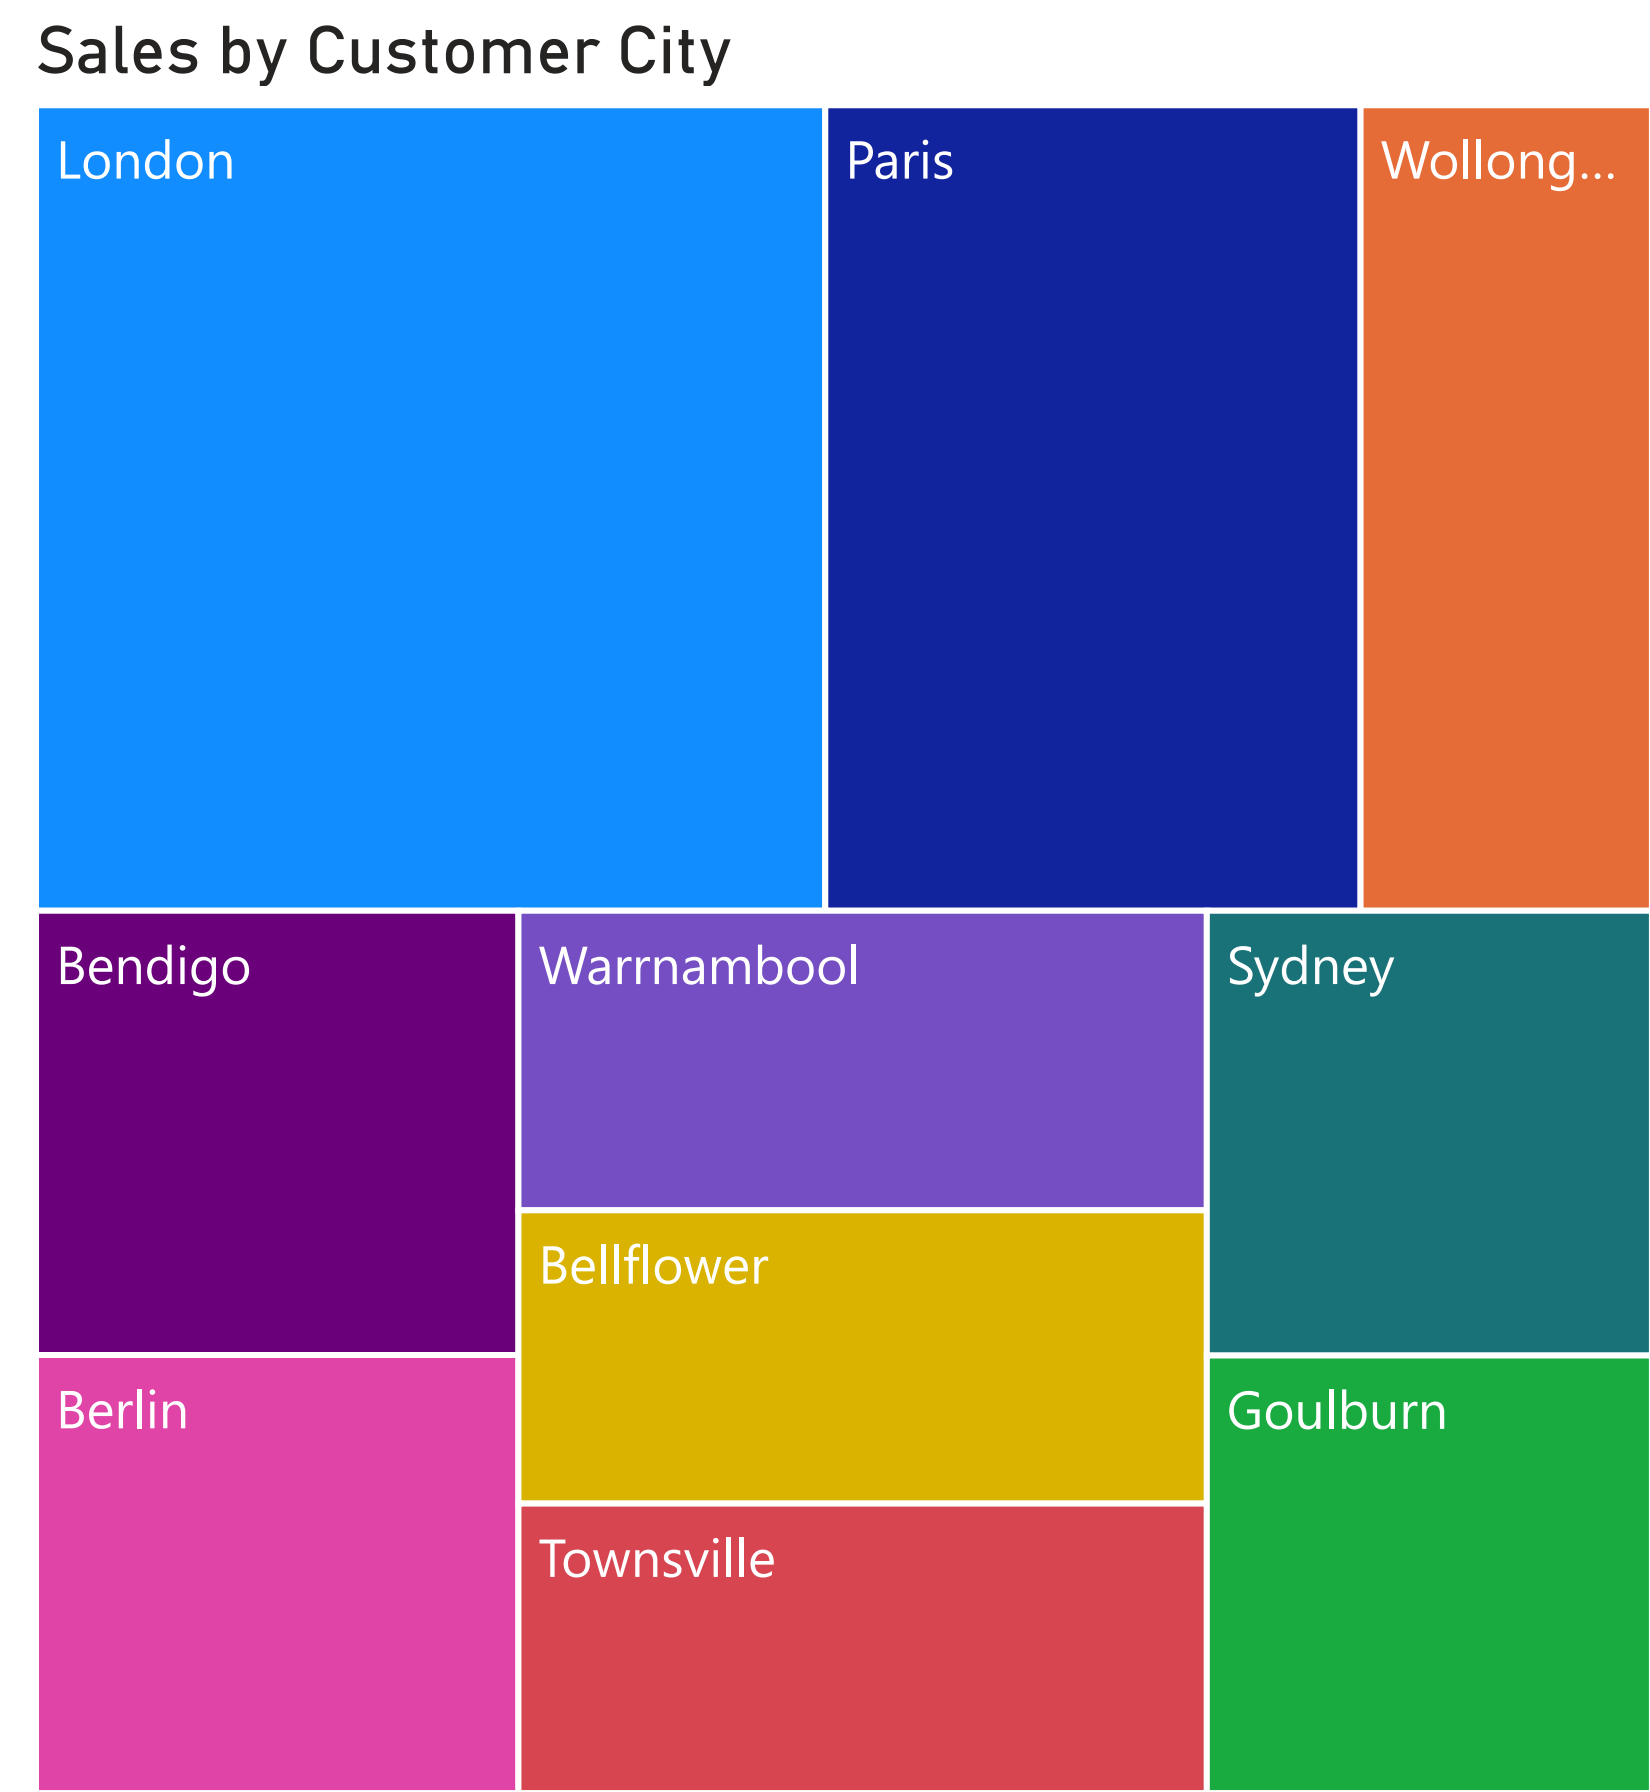 Sales by Customer City
London
Paris
Wollong...
Bendigo
Warrnambool
Sydney
Bellflower
Berlin
Goulburn
Townsville